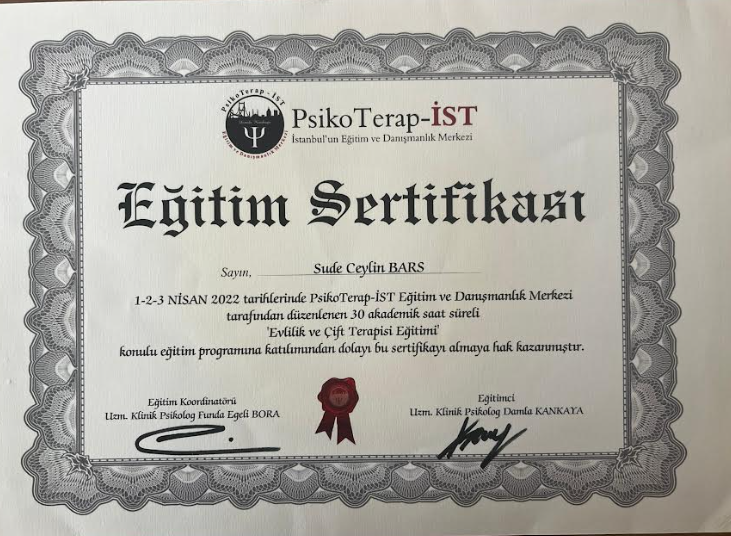 PsikoTerap-İST
PsikoTerap-İST
İstanbul'un Eğitim ve Danışmanlık Merkezi
Eğitim Sertifikası
Sayın, Sude Ceylin BARS
1-2-3 NİSAN 2022 tarihlerinde PsikoTerap-İST Eğitim ve Danışmanlık Merkezi
tarafından düzenlenen 30 akademik saat süreli
'Evlilik ve Çift Terapisi Eğitimi'
konulu eğitim programına katılımından dolayı bu sertifikayı almaya hak kazanmıştır.
Eğitim Koordinatörü
Uzm. Klinik Psikolog Funda Egeli BORA
Eğitimci
Uzm. Klinik Psikolog Damla KANKAYA